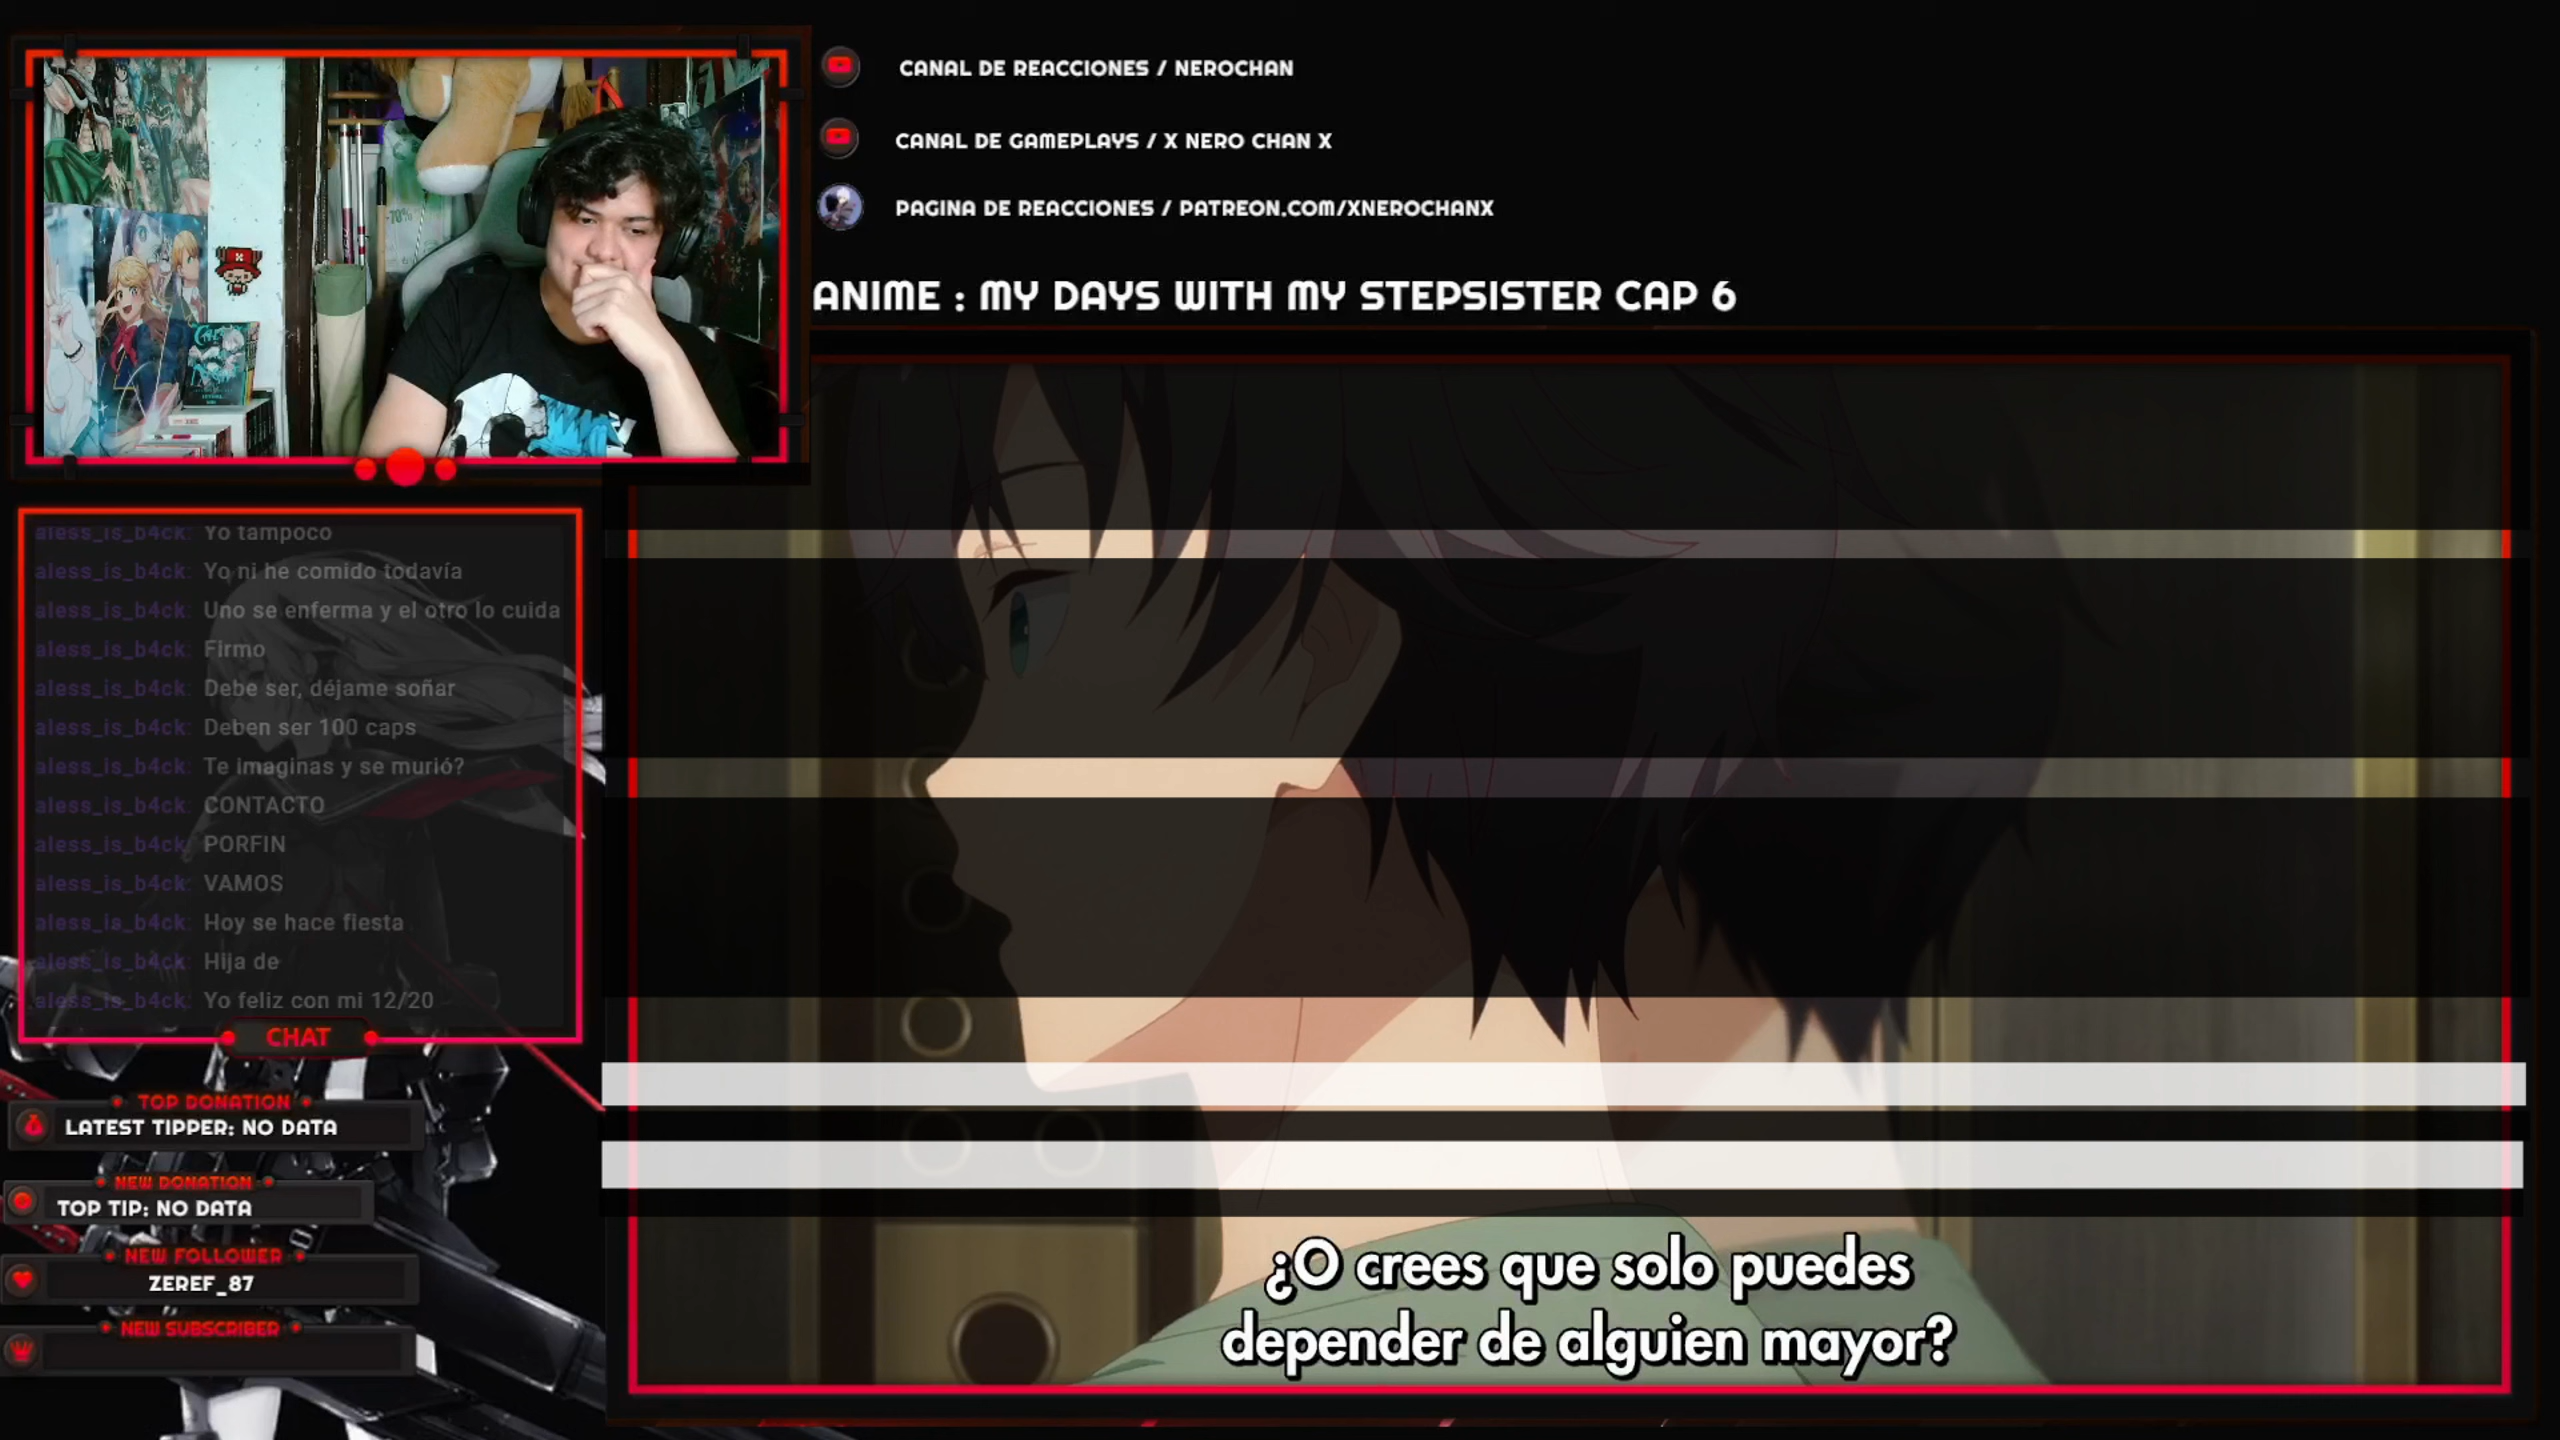 CANAL DE REACCIONES / NEROCHAN
CANAL DE GAMEPLAYS / X NERO CHAN X
PAGINA DE REACCIONES / PATREON.COM/XNEROCHANX
ANIME : MY DAYS WITH MY STEPSISTER CAP 6
-70%
aless_is_b4ck: Yo tampoco
aless_is_b4ck: Yo ni he comido todavía
aless_is_b4ck: Uno se enferma y el otro lo cuida
aless_is_b4ck: Firmo
aless_is_b4ck: Debe ser, déjame soñar
aless_is_b4ck: Deben ser 100 caps
aless_is_b4ck: Te imaginas y se murió?
aless_is_b4ck: CONTACTO
aless_is_b4ck: PORFIN
aless_is_b4ck: VAMOS
aless_is_b4ck: Hoy se hace fiesta
aless_is_b4ck: Hija de
aless_is_b4ck: Yo feliz con mi 12/20
CHAT
TOP DONATION
LATEST TIPPER: NO DATA
NEW DONATION
TOP TIP: NO DATA
NEW FOLLOWER
ZEREF_87
NEW SUBSCRIBER
¿O crees que solo puedes
depender de alguien mayor?